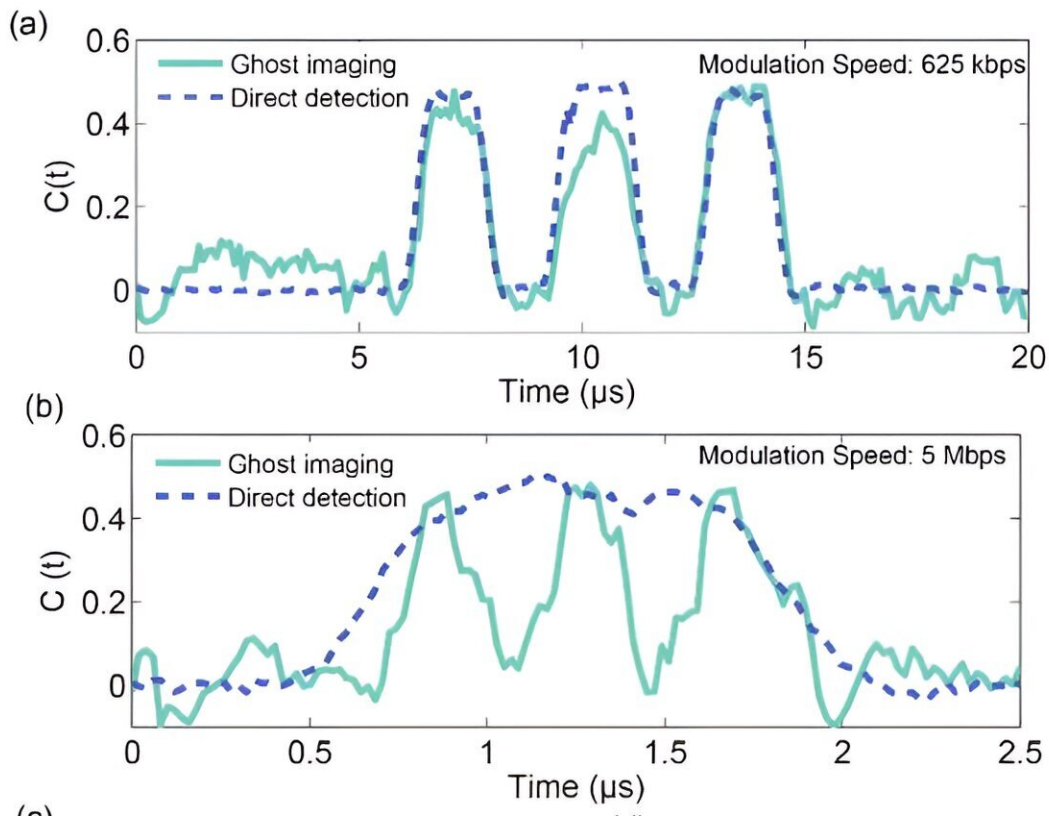 (a)
0.6
Ghost imaging
Modulation Speed: 625 kbps
Direct detection
0.4
C(t)
0.2
0
0 5 10 15 20
Time (μs)
(b)
0.6
Ghost imaging
Modulation Speed: 5 Mbps
Direct detection
0.4
C (t)
0.2
0
0 0.5 1 1.5 2 2.5
Time (μs)